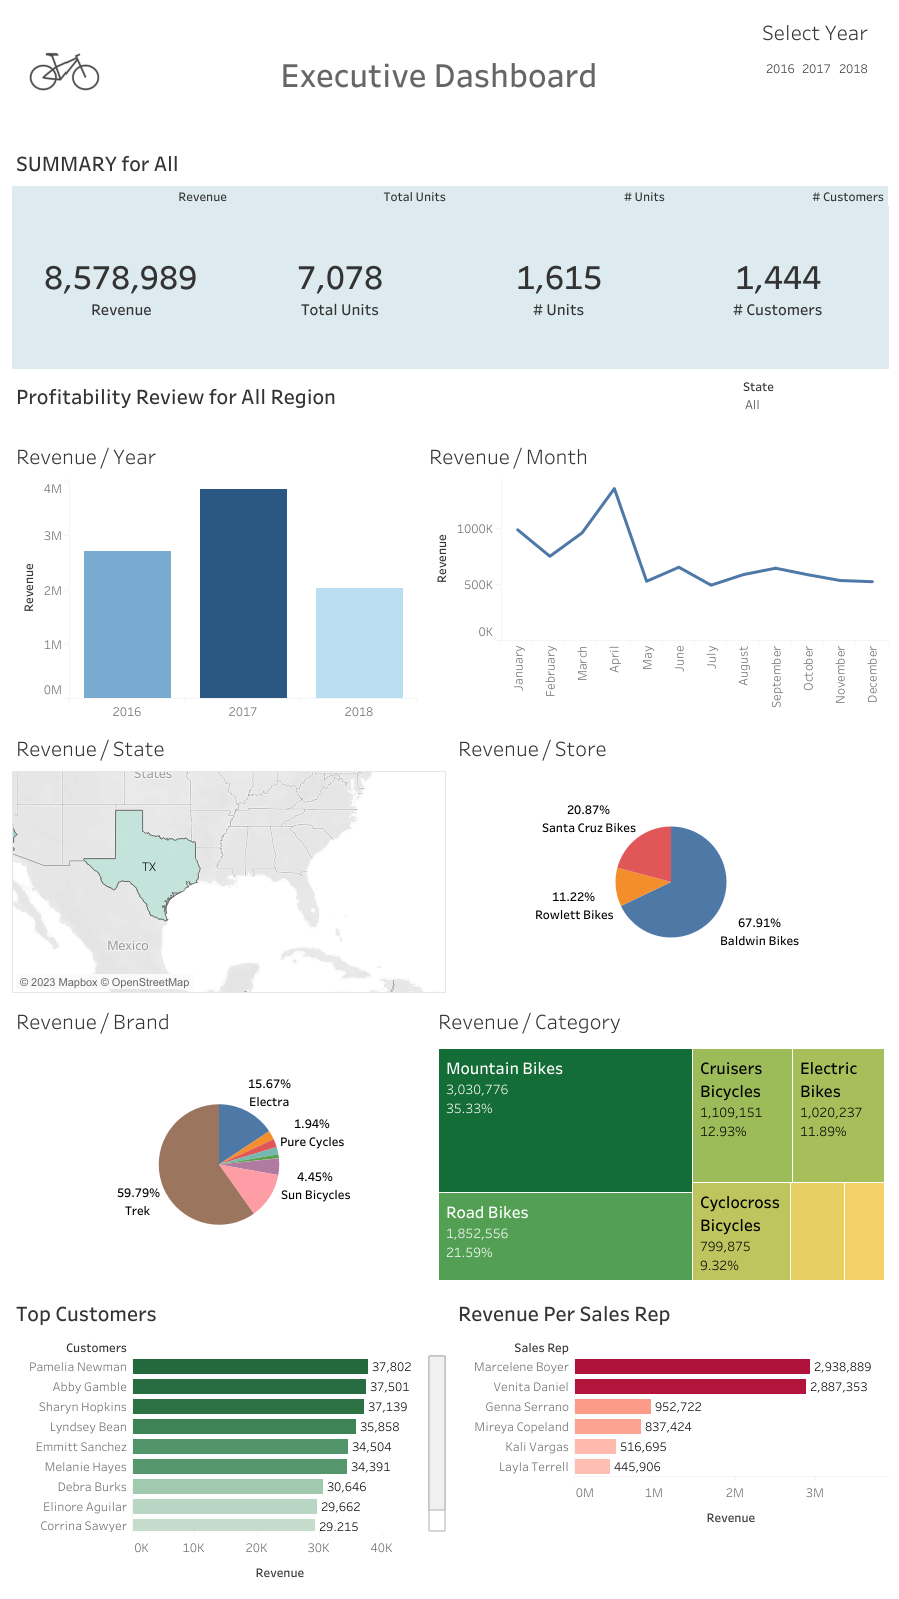 Select Year
2016 2017 2018
Executive Dashboard
SUMMARY for All
Revenue Total Units # Units # Customers
8,578,989 7,078 1,615 1,444
Revenue Total Units # Units # Customers
Profitability Review for All Region
State
All
Revenue / Year
4M
3M
2M
1M
0M
Revenue
2016 2017 2018
Revenue / Month
1000K
500K
0K
Revenue
January February March April May June July August September October November December
Revenue / State
States
TX
Mexico
© 2023 Mapbox © OpenStreetMap
Revenue / Store
20.87%
Santa Cruz Bikes
11.22%
Rowlett Bikes
67.91%
Baldwin Bikes
Revenue / Brand
15.67%
Electra
1.94%
Pure Cycles
4.45%
Sun Bicycles
59.79%
Trek
Revenue / Category
Mountain Bikes
3,030,776
35.33%
Road Bikes
1,852,556
21.59%
Cruisers
Bicycles
1,109,151
12.93%
Electric
Bikes
1,020,237
11.89%
Cyclocross
Bicycles
799,875
9.32%
Top Customers
Customers
Pamelia Newman 37,802
Abby Gamble 37,501
Sharyn Hopkins 37,139
Lyndsey Bean 35,858
Emmitt Sanchez 34,504
Melanie Hayes 34,391
Debra Burks 30,646
Elinore Aguilar 29,662
Corrina Sawyer 29,215
0K 10K 20K 30K 40K
Revenue
Revenue Per Sales Rep
Sales Rep
Marcelene Boyer 2,938,889
Venita Daniel 2,887,353
Genna Serrano 952,722
Mireya Copeland 837,424
Kali Vargas 516,695
Layla Terrell 445,906
0M 1M 2M 3M
Revenue